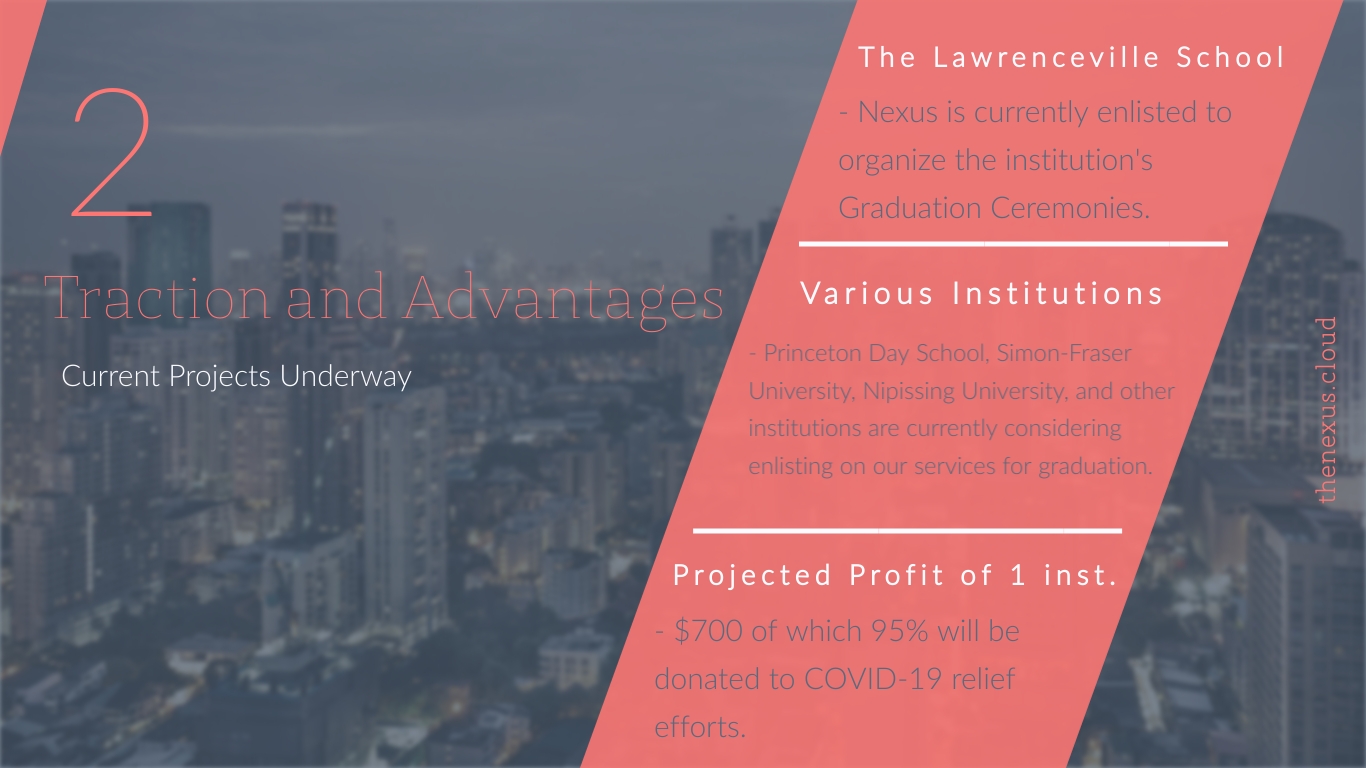 2
Traction and Advantages
Current Projects Underway
The Lawrenceville School
- Nexus is currently enlisted to
organize the institution's
Graduation Ceremonies.
Various Institutions
- Princeton Day School, Simon-Fraser
University, Nipissing University, and other
institutions are currently considering
enlisting on our services for graduation.
Projected Profit of 1 inst.
- $700 of which 95% will be
donated to COVID-19 relief
efforts.
thenexus.cloud